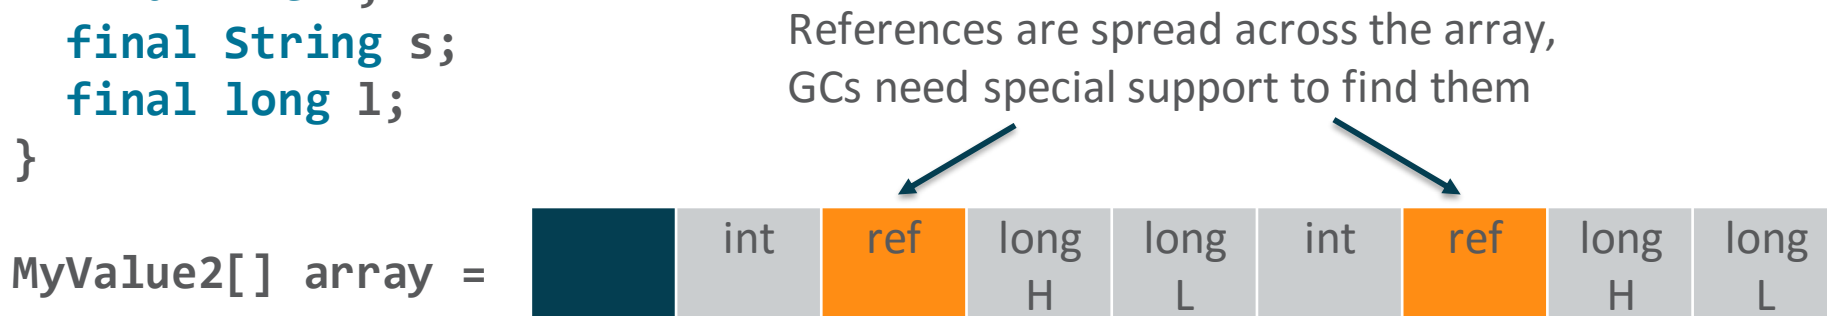 final String s;
final long l;
}
References are spread across the array,
GCs need special support to find them
MyValue2[] array =
int ref long H long L int ref long H long L